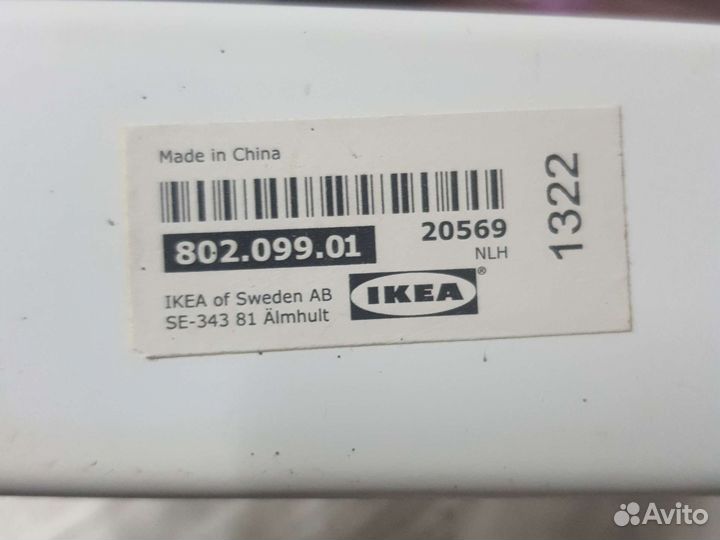 Made in China
802.099.01
20569
NLH
1322
IKEA of Sweden AB
SE-343 81 Älmhult
IKEA®
Avito